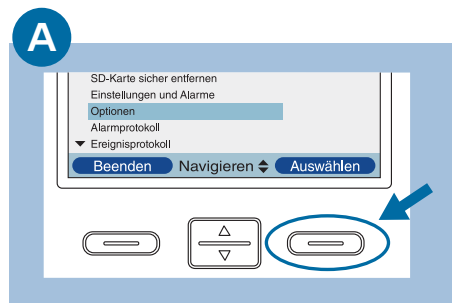 A
SD-Karte sicher entfernen
Einstellungen und Alarme
Optionen
Alarmprotokoll
Ereignisprotokoll
Beenden Navigieren Auswählen